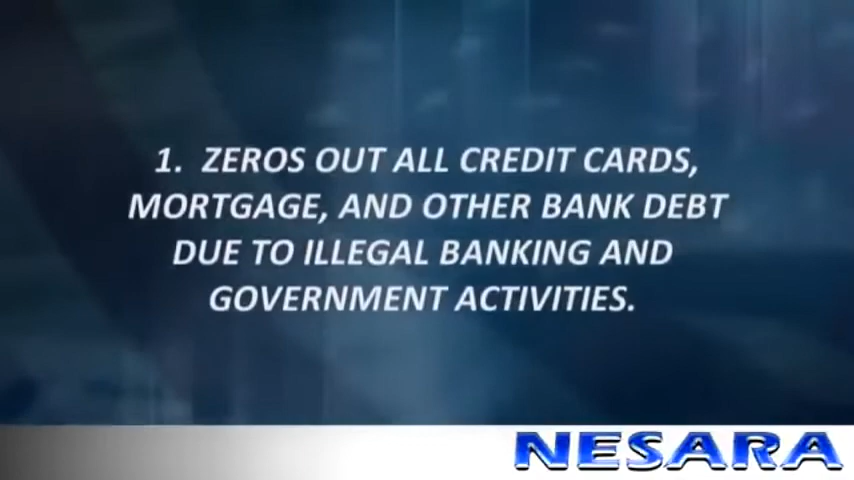 1. ZEROS OUT ALL CREDIT CARDS,
MORTGAGE, AND OTHER BANK DEBT
DUE TO ILLEGAL BANKING AND
GOVERNMENT ACTIVITIES.
NESARA